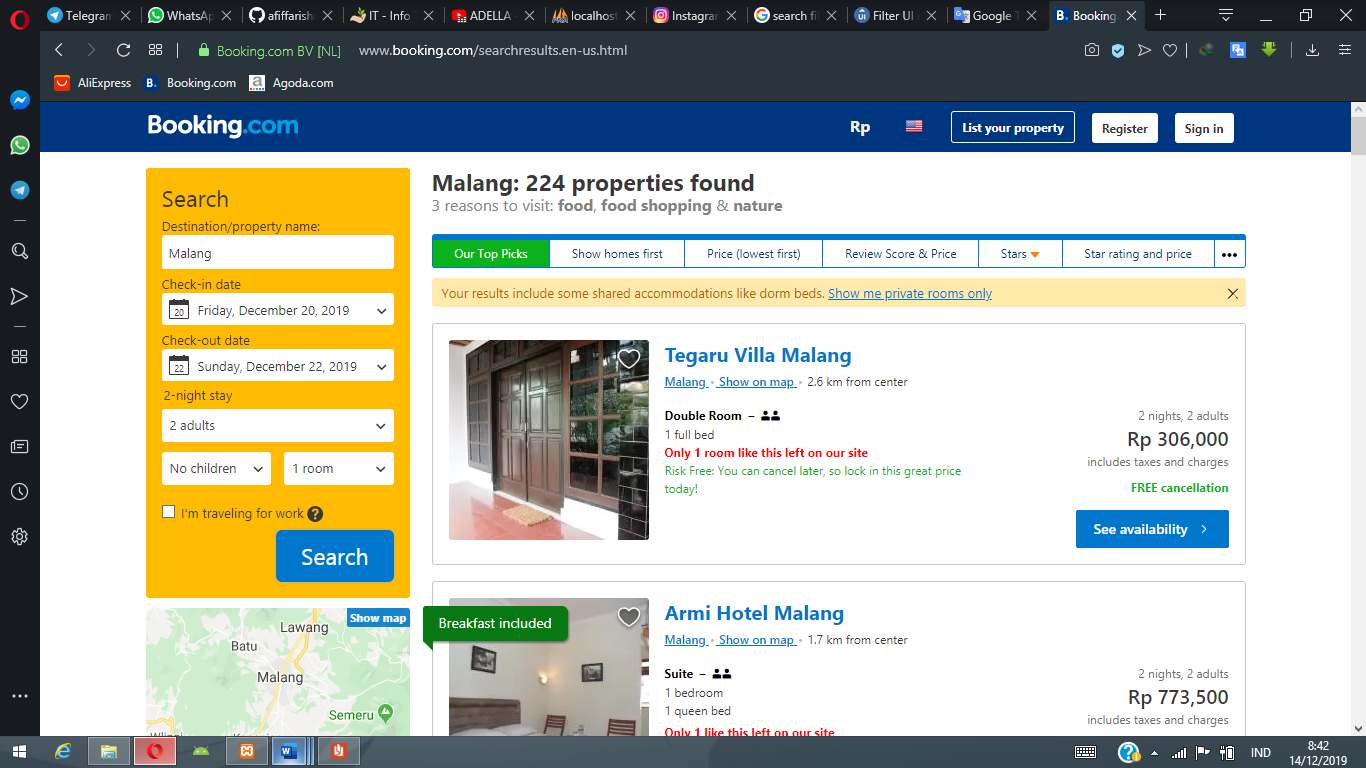 Telegram
WhatsAp
afiffarish
IT - Info
ADELLA
localhost
Instagram
search fi
Filter UI
Google T
Booking.
Booking.com BV [NL]
www.booking.com/searchresults.en-us.html
AliExpress
B. Booking.com
a Agoda.com
Booking.com
Rp
List your property
Register
Sign in
Search
Destination/property name:
Malang
Check-in date
20 Friday, December 20, 2019
Check-out date
22 Sunday, December 22, 2019
2-night stay
2 adults
No children
1 room
I'm traveling for work ?
Search
Show map
Lawang
Batu
Malang
Semeru
Malang: 224 properties found
3 reasons to visit: food, food shopping & nature
Our Top Picks
Show homes first
Price (lowest first)
Review Score & Price
Stars
Star rating and price
Your results include some shared accommodations like dorm beds. Show me private rooms only
Tegaru Villa Malang
Malang • Show on map • 2.6 km from center
Double Room –
1 full bed
Only 1 room like this left on our site
Risk Free: You can cancel later, so lock in this great price
today!
2 nights, 2 adults
Rp 306,000
includes taxes and charges
FREE cancellation
See availability
Breakfast included
Armi Hotel Malang
Malang • Show on map • 1.7 km from center
Suite –
1 bedroom
1 queen bed
Only 1 like this left on our site
2 nights, 2 adults
Rp 773,500
includes taxes and charges
IND
8:42
14/12/2019